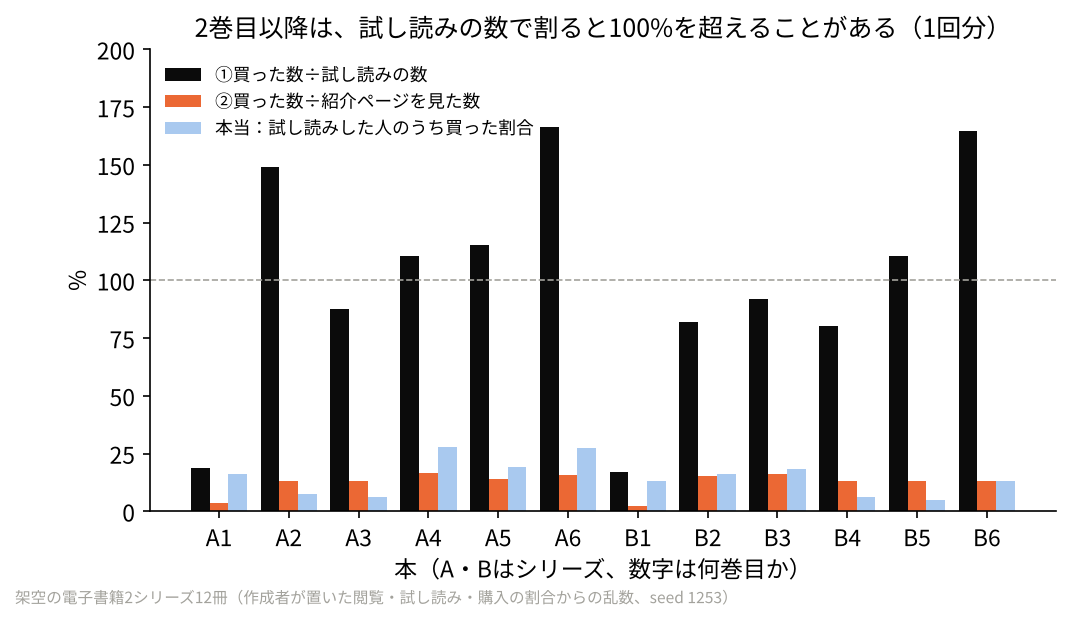 2巻目以降は、試し読みの数で割ると100%を超えることがある（1回分）
200
175
150
125
100
75
50
25
0
%
①買った数÷試し読みの数
②買った数÷紹介ページを見た数
本当：試し読みした人のうち買った割合
A1 A2 A3 A4 A5 A6 B1 B2 B3 B4 B5 B6
本（A・Bはシリーズ、数字は何巻目か）
架空の電子書籍2シリーズ12冊（作成者が置いた閲覧・試し読み・購入の割合からの乱数、seed 1253）